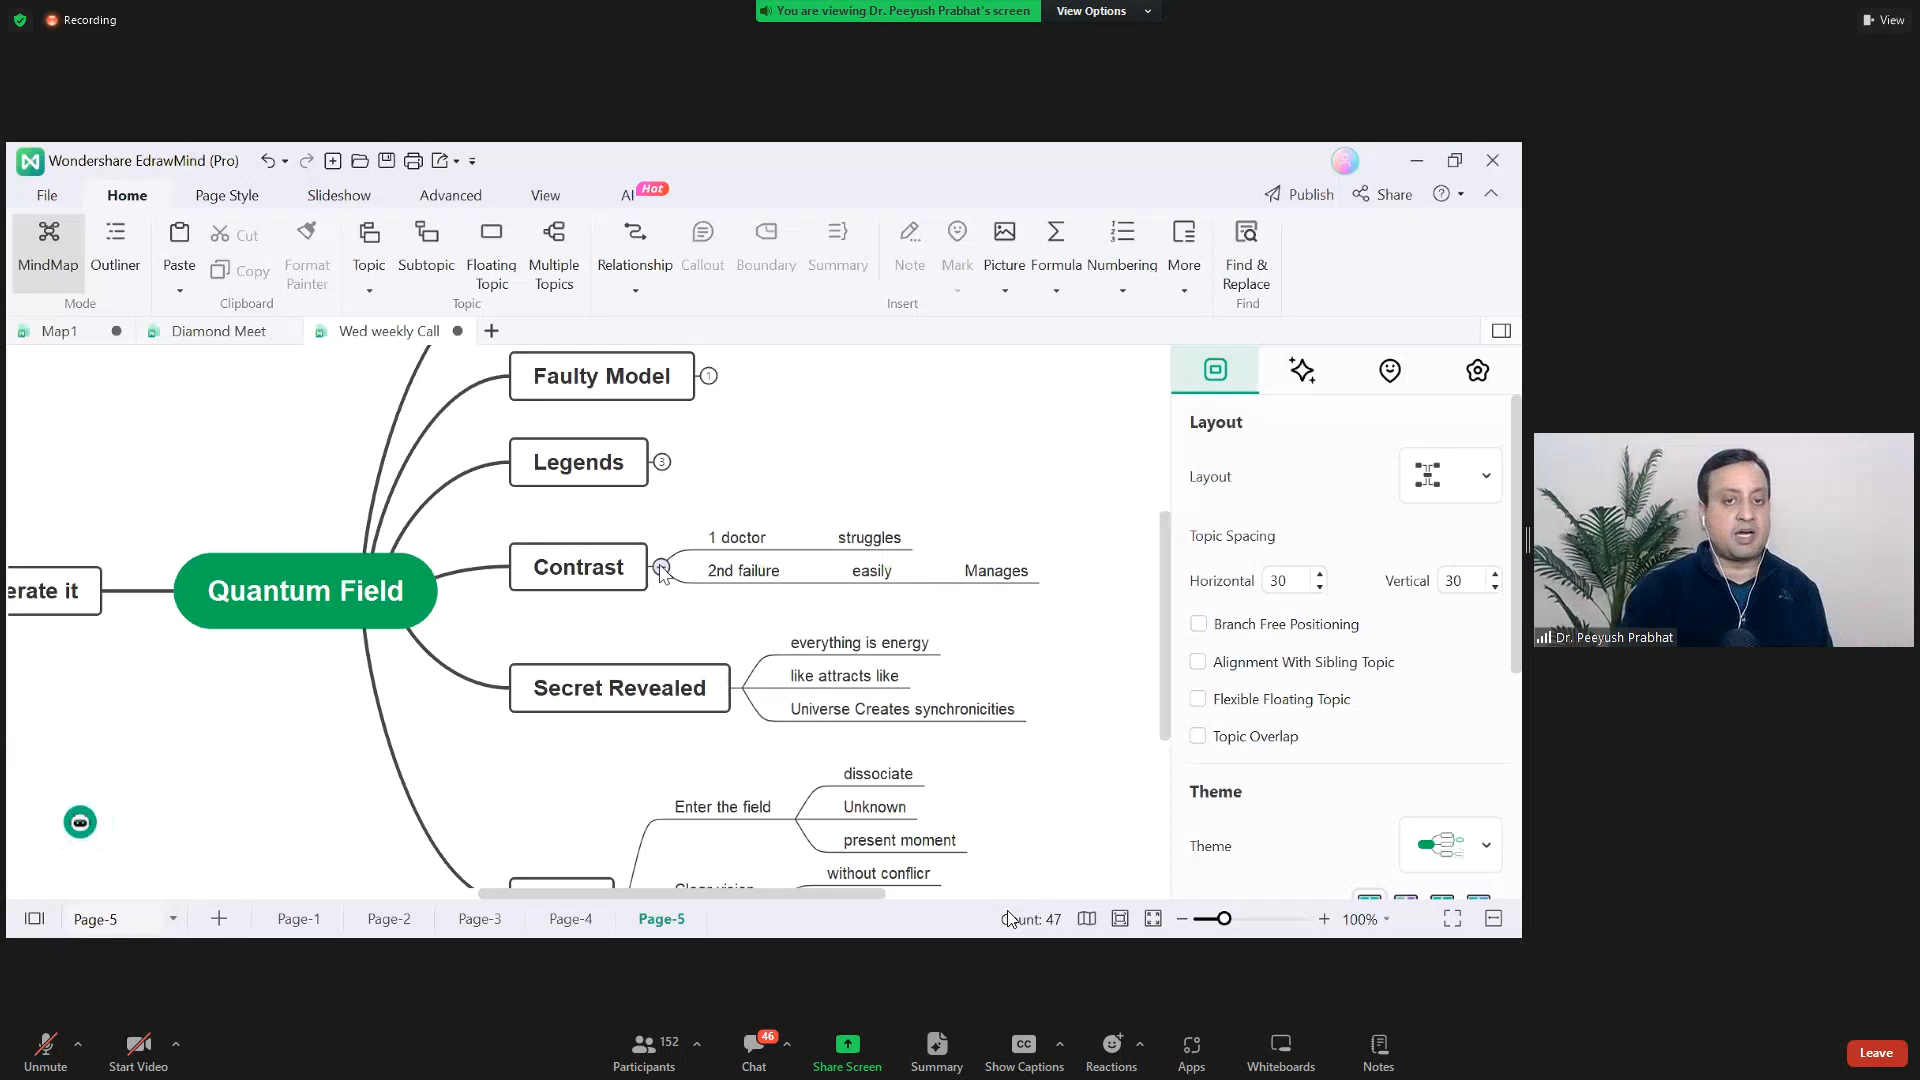 Recording
You are viewing Dr. Peeyush Prabhat's screen
View Options
View
Wondershare EdrawMind (Pro)
File
Home
Page Style
Slideshow
Advanced
View
AI
Hot
Publish
Share
MindMap
Outliner
Mode
Paste
Cut
Copy
Format
Painter
Clipboard
Topic
Subtopic
Floating
Topic
Multiple
Topics
Topic
Relationship
Callout
Boundary
Summary
Note
Mark
Picture
Formula
Numbering
More
Insert
Find &
Replace
Find
Map1
Diamond Meet
Wed weekly Call
Faulty Model
1
Legends
3
Contrast
1 doctor
struggles
2nd failure
easily
Manages
erate it
Quantum Field
Secret Revealed
everything is energy
like attracts like
Universe Creates synchronicities
Enter the field
dissociate
Unknown
present moment
without conflicr
Layout
Layout
Topic Spacing
Horizontal 30
Vertical 30
Branch Free Positioning
Alignment With Sibling Topic
Flexible Floating Topic
Topic Overlap
Theme
Theme
Dr. Peeyush Prabhat
Page-5
Page-1
Page-2
Page-3
Page-4
Page-5
unt: 47
100%
Unmute
Start Video
152
Participants
46
Chat
Share Screen
Summary
CC
Show Captions
Reactions
Apps
Whiteboards
Notes
Leave